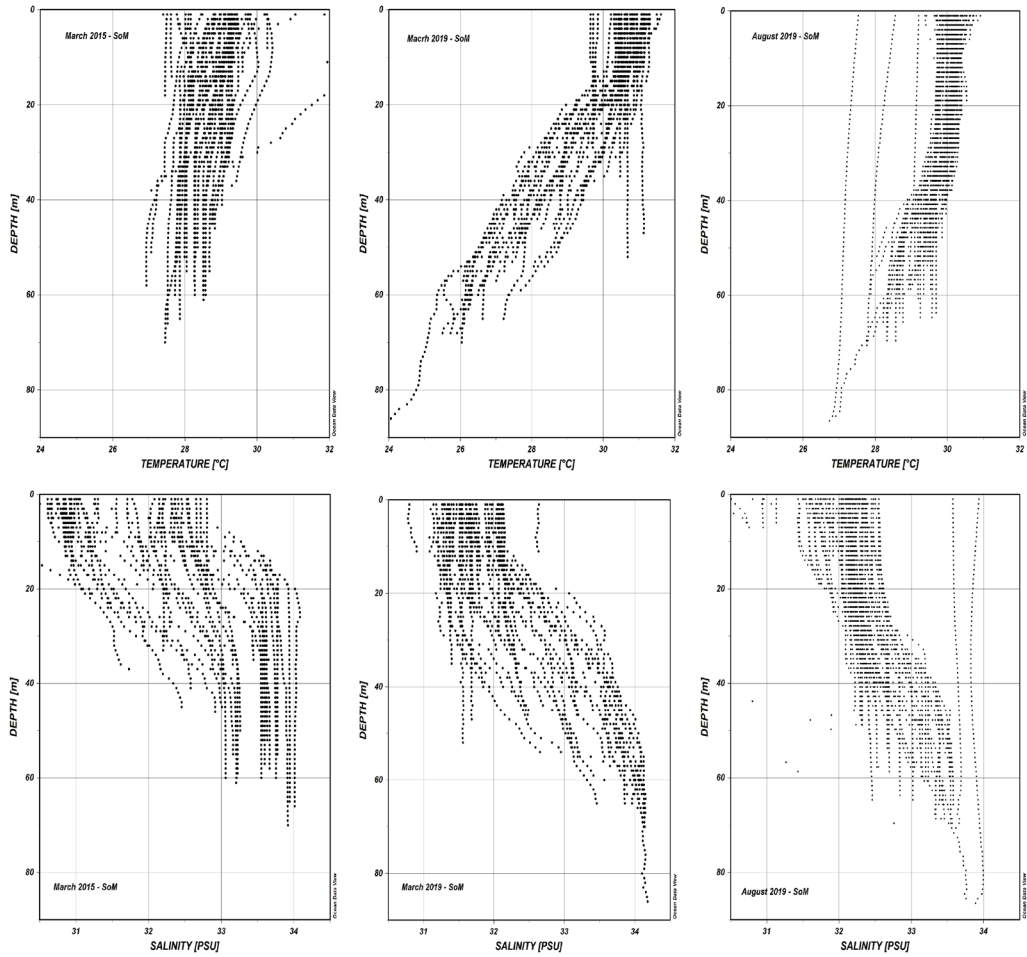 0
20
40
60
80
DEPTH [m]
March 2015 - SoM
24 26 28 30 32
TEMPERATURE [°C]
Ocean Data View
0
20
40
60
80
DEPTH [m]
Macrh 2019 - SoM
24 26 28 30 32
TEMPERATURE [°C]
Ocean Data View
0
20
40
60
80
DEPTH [m]
August 2019 - SoM
24 26 28 30 32
TEMPERATURE [°C]
Ocean Data View
0
20
40
60
80
DEPTH [m]
March 2015 - SoM
31 32 33 34
SALINITY [PSU]
Ocean Data View
0
20
40
60
80
DEPTH [m]
March 2019 - SoM
31 32 33 34
SALINITY [PSU]
Ocean Data View
0
20
40
60
80
DEPTH [m]
August 2019 - SoM
31 32 33 34
SALINITY [PSU]
Ocean Data View